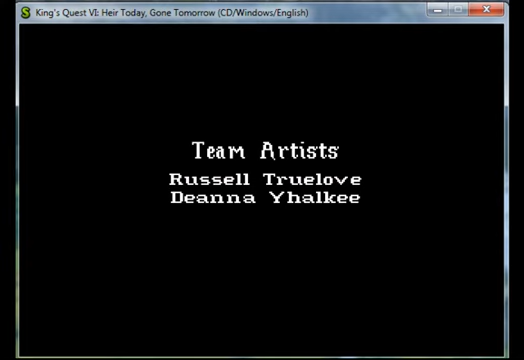 King's Quest VI: Heir Today, Gone Tomorrow (CD/Windows/English)
Team Artists
Russell Truelove
Deanna Yhalkee